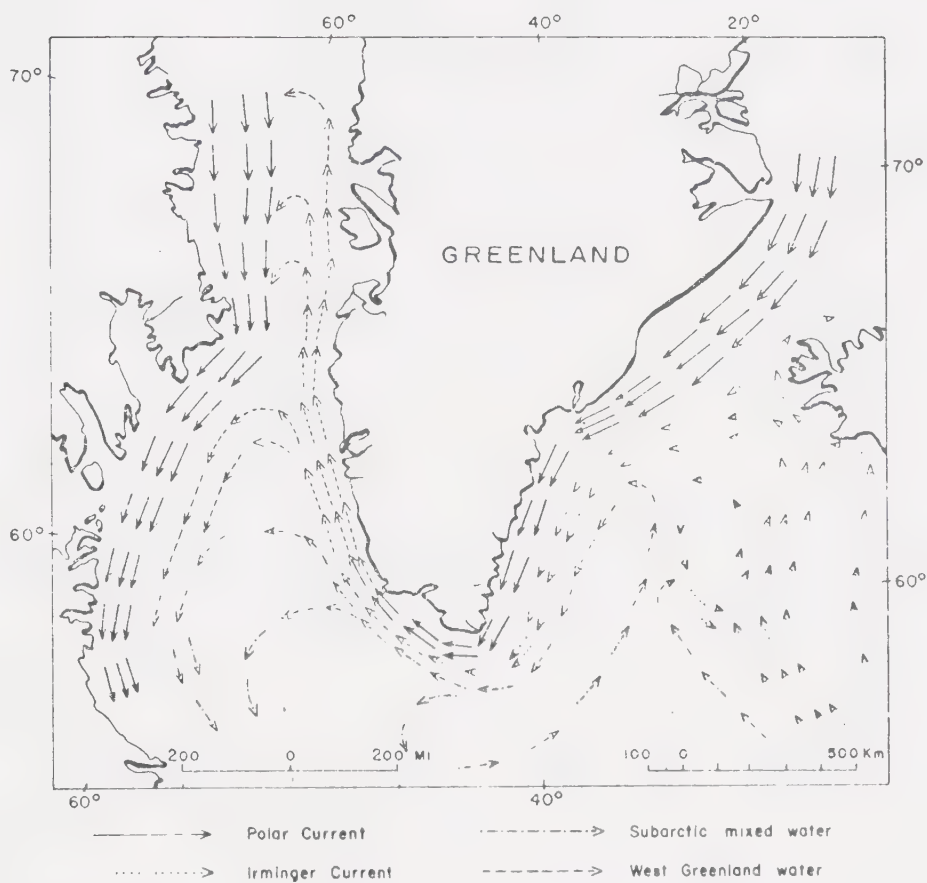 60° 40° 20°
70°
70°
GREENLAND
60°
60°
200 0 200 MI 100 0 500 Km
60° 40°
Polar Current Subarctic mixed water
Irminger Current West Greenland water